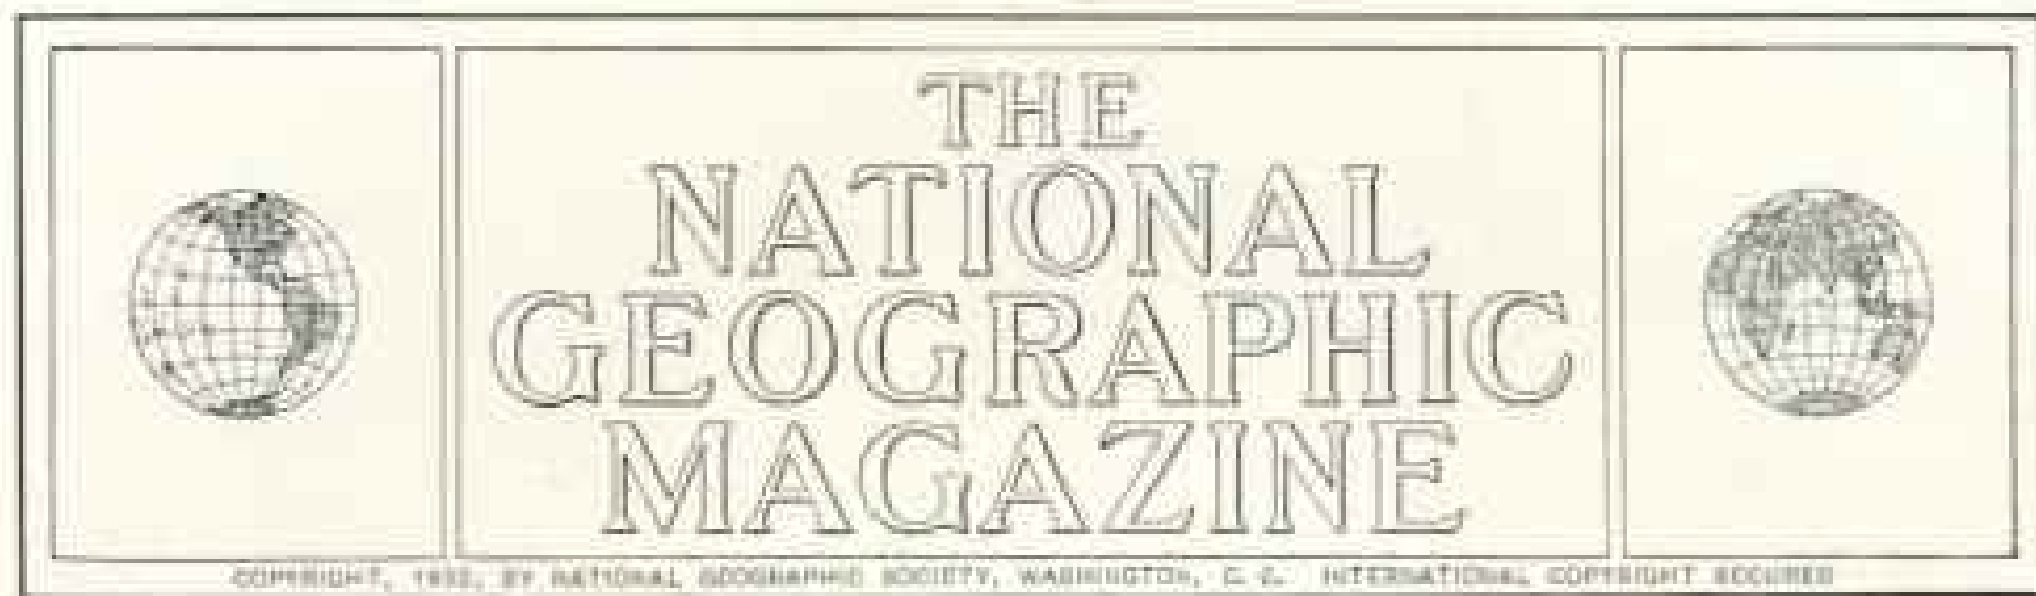 THE
NATIONAL
GEOGRAPHIC
MAGAZINE
COPYRIGHT, BY NATIONAL GEOGRAPHIC SOCIETY, WASHINGTON, D. C. INTERNATIONAL COPYRIGHT SECURED